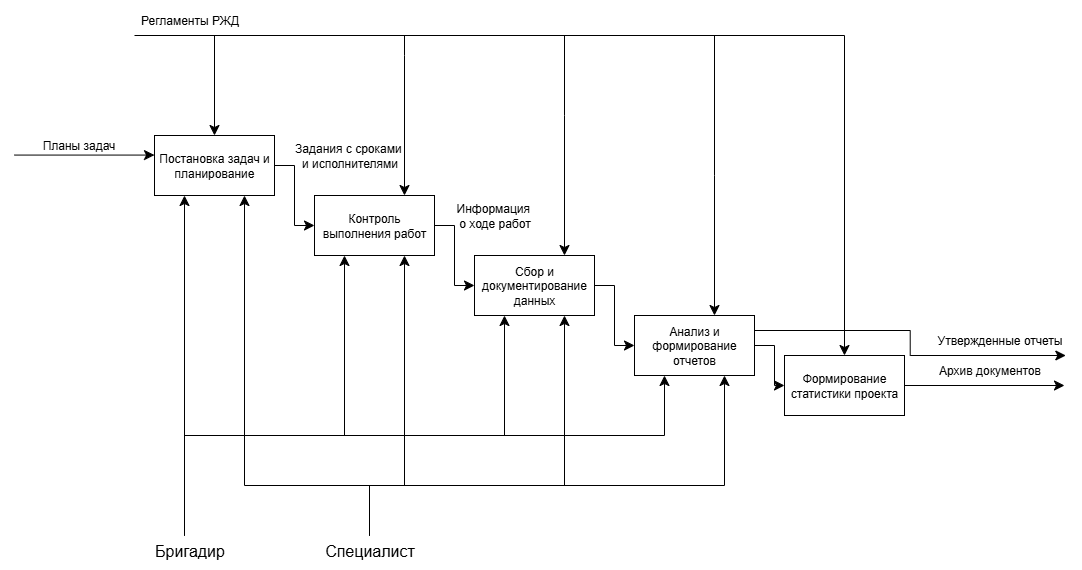 Регламенты РЖД
Планы задач
Постановка задач и
планирование
Задания с сроками
и исполнителями
Контроль
выполнения работ
Информация
о ходе работ
Сбор и
документирование
данных
Анализ и
формирование
отчетов
Утвержденные отчеты
Архив документов
Формирование
статистики проекта
Бригадир
Специалист